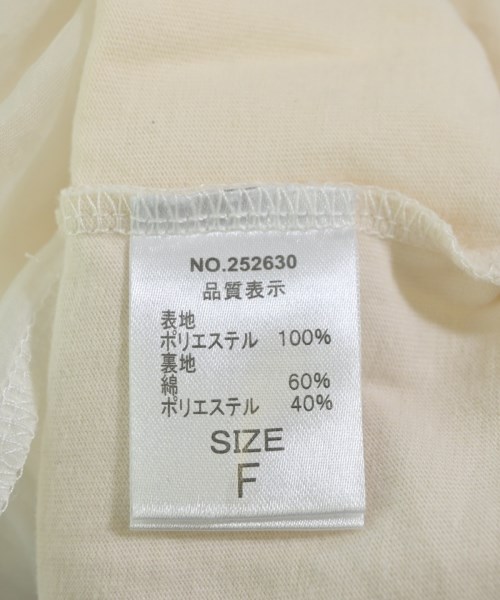 NO.252630
品質表示
表地
ポリエステル 100%
裏地
綿 60%
ポリエステル 40%
SIZE
F